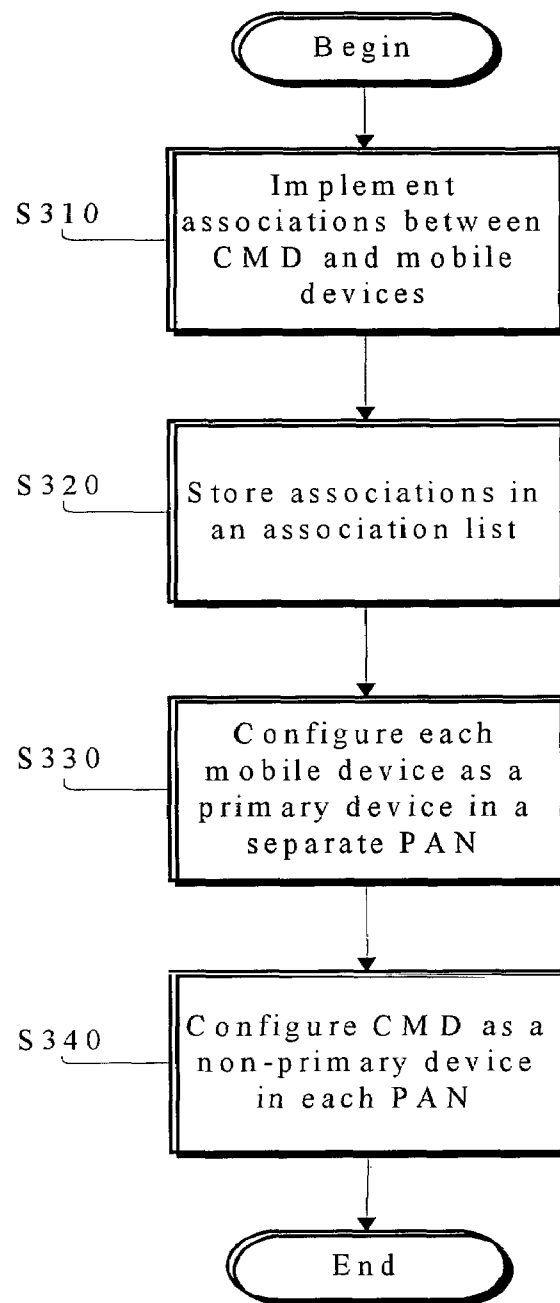 Begin
S310
Implement
associations between
CMD and mobile
devices
S320
Store associations in
an association list
S330
Configure each
mobile device as a
primary device in a
separate PAN
S340
Configure CMD as a
non-primary device
in each PAN
End